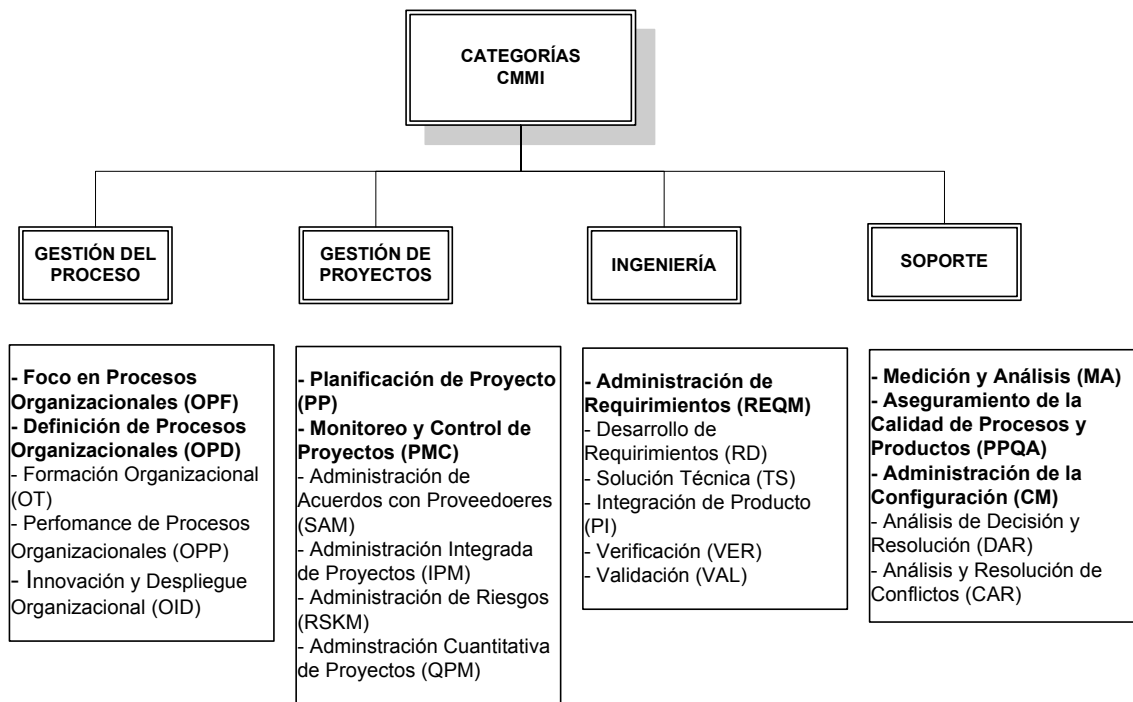 CATEGORÍAS
CMMI
GESTIÓN DEL
PROCESO
GESTIÓN DE
PROYECTOS
INGENIERÍA
SOPORTE
- Foco en Procesos
Organizacionales (OPF)
- Definición de Procesos
Organizacionales (OPD)
- Formación Organizacional
(OT)
- Perfomance de Procesos
Organizacionales (OPP)
- Innovación y Despliegue
Organizacional (OID)
- Planificación de Proyecto
(PP)
- Monitoreo y Control de
Proyectos (PMC)
- Administración de
Acuerdos con Proveedoeres
(SAM)
- Administración Integrada
de Proyectos (IPM)
- Administración de Riesgos
(RSKM)
- Adminstración Cuantitativa
de Proyectos (QPM)
- Administración de
Requirimientos (REQM)
- Desarrollo de
Requirimientos (RD)
- Solución Técnica (TS)
- Integración de Producto
(PI)
- Verificación (VER)
- Validación (VAL)
- Medición y Análisis (MA)
- Aseguramiento de la
Calidad de Procesos y
Productos (PPQA)
- Administración de la
Configuración (CM)
- Análisis de Decisión y
Resolución (DAR)
- Análisis y Resolución de
Conflictos (CAR)